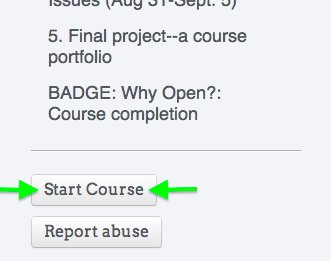 Issues (Aug 31-Sept. 5)
5. Final project--a course
portfolio
BADGE: Why Open?:
Course completion
Start Course
Report abuse